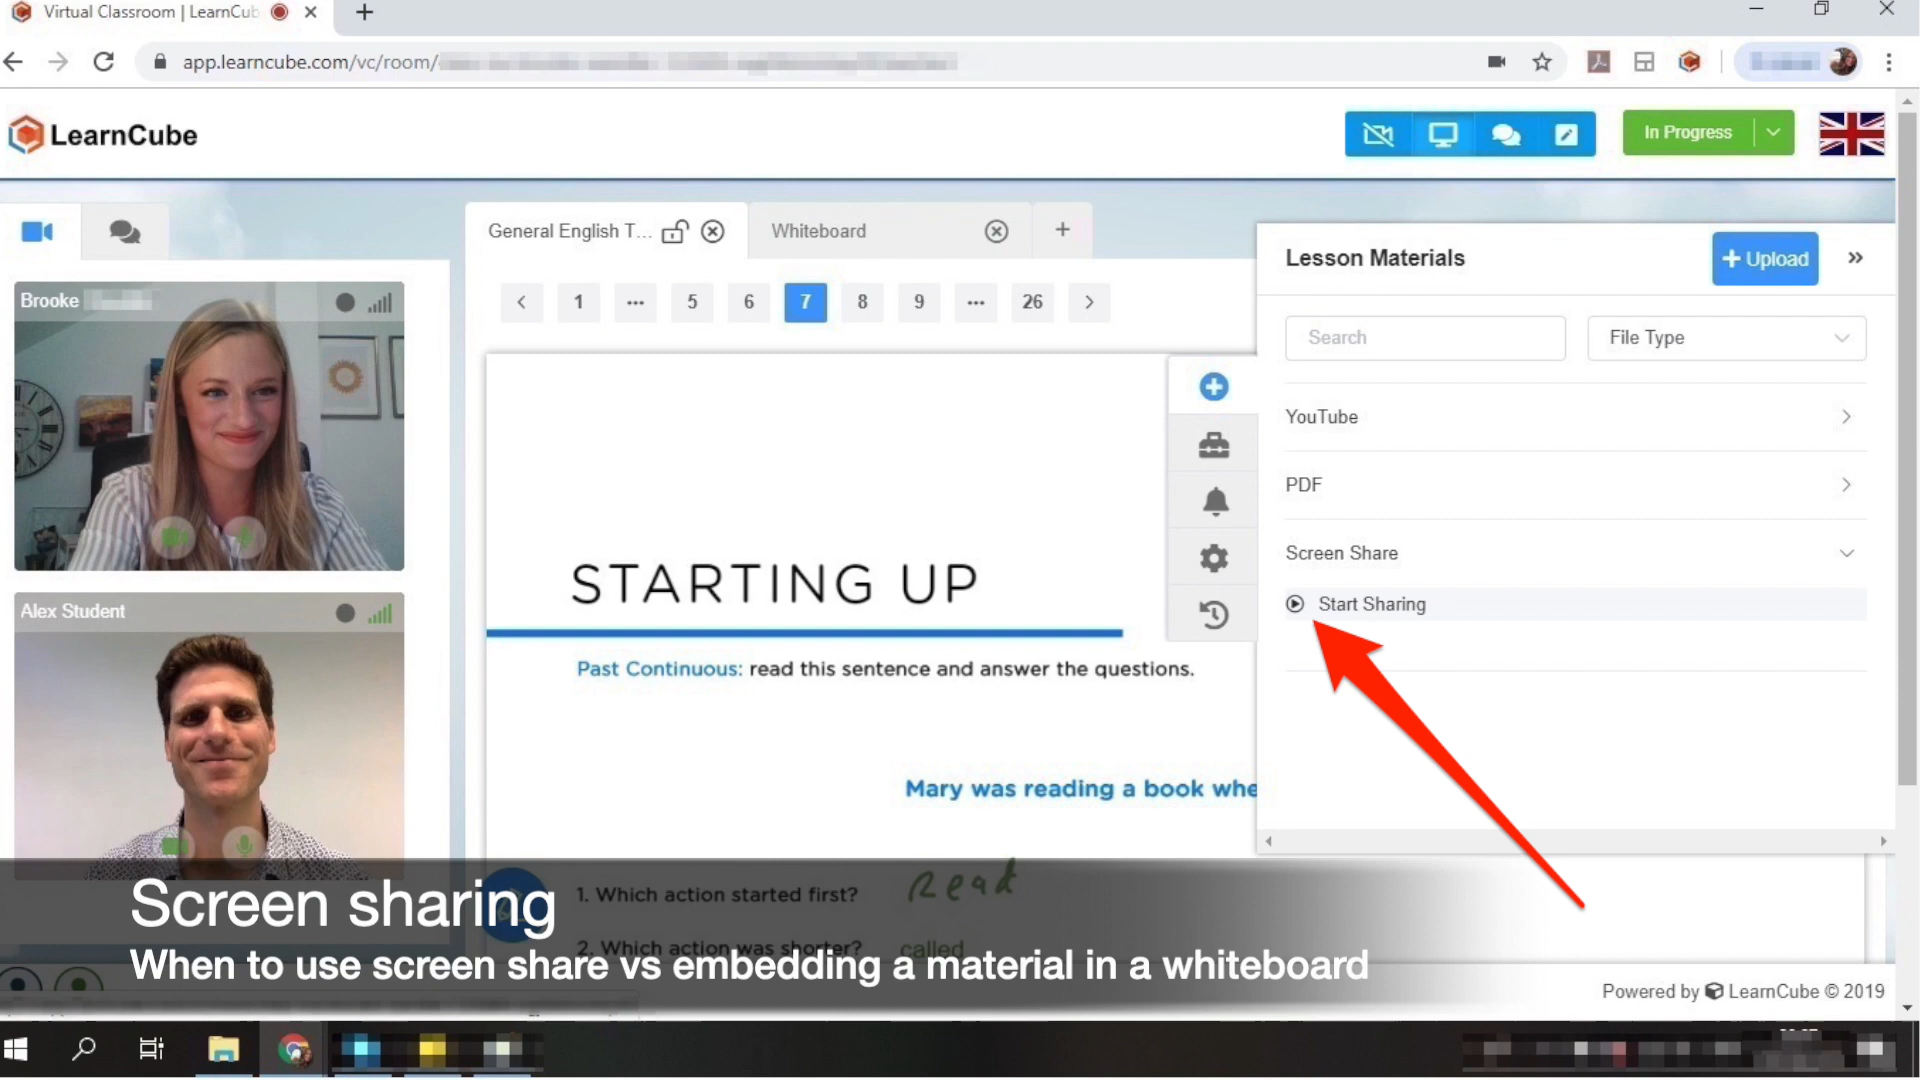 Virtual Classroom | LearnCub
app.learncube.com/vc/room/
LearnCube
In Progress
General English T...
Whiteboard
Brooke
Alex Student
1 ... 5 6 7 8 9 ... 26
STARTING UP
Past Continuous: read this sentence and answer the questions.
Mary was reading a book whe
1. Which action started first? Read
2. Which action was shorter? called
Lesson Materials
+ Upload
Search
File Type
YouTube
PDF
Screen Share
Start Sharing
Screen sharing
When to use screen share vs embedding a material in a whiteboard
Powered by LearnCube © 2019